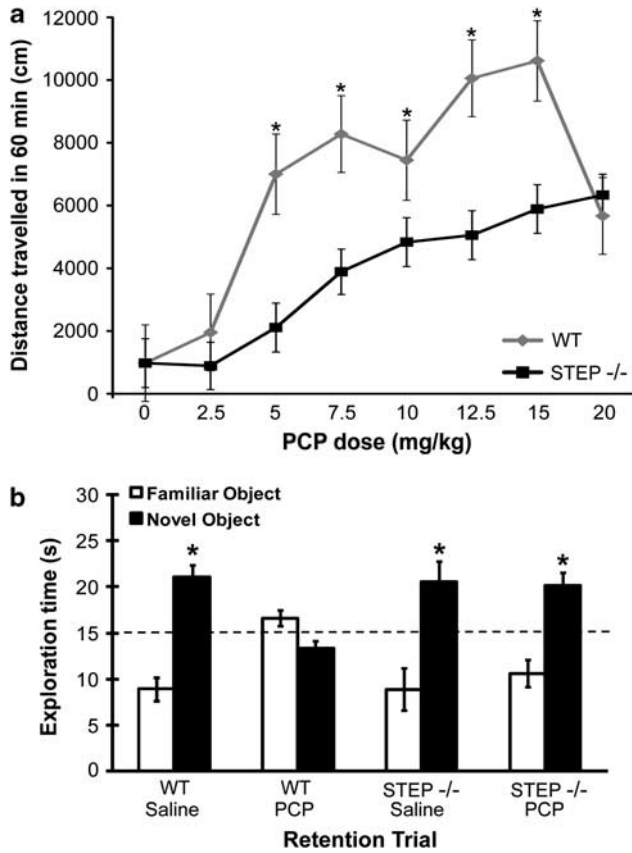 a
Distance travelled in 60 min (cm)
12000
10000
8000
6000
4000
2000
0
* * * * *
WT
STEP -/-
0 2.5 5 7.5 10 12.5 15 20
PCP dose (mg/kg)
b
Familiar Object
Novel Object
Exploration time (s)
30
25
20
15
10
5
0
* * *
WT Saline
WT PCP
STEP -/- Saline
STEP -/- PCP
Retention Trial